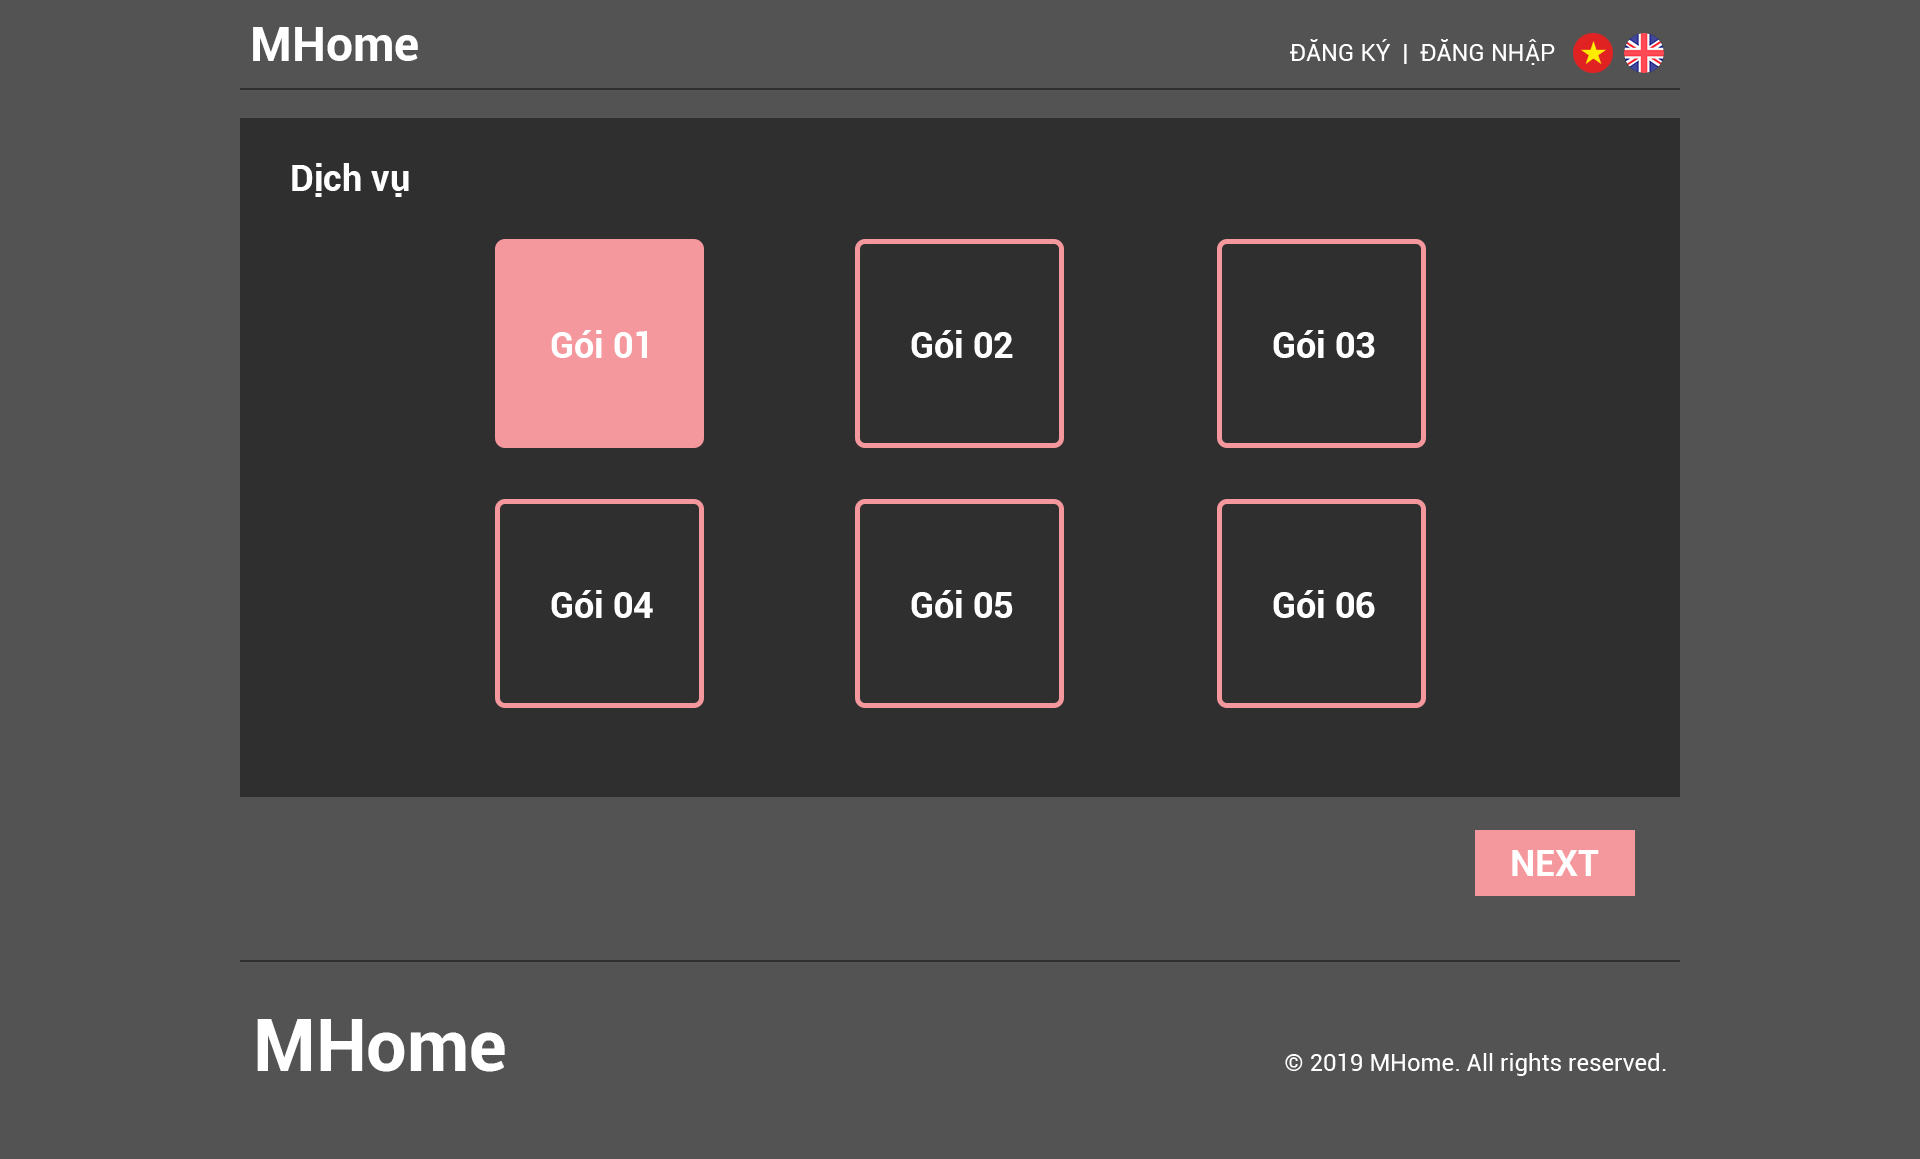 MHome
ĐĂNG KÝ | ĐĂNG NHẬP
Dịch vụ
Gói 01
Gói 02
Gói 03
Gói 04
Gói 05
Gói 06
NEXT
MHome
© 2019 MHome. All rights reserved.